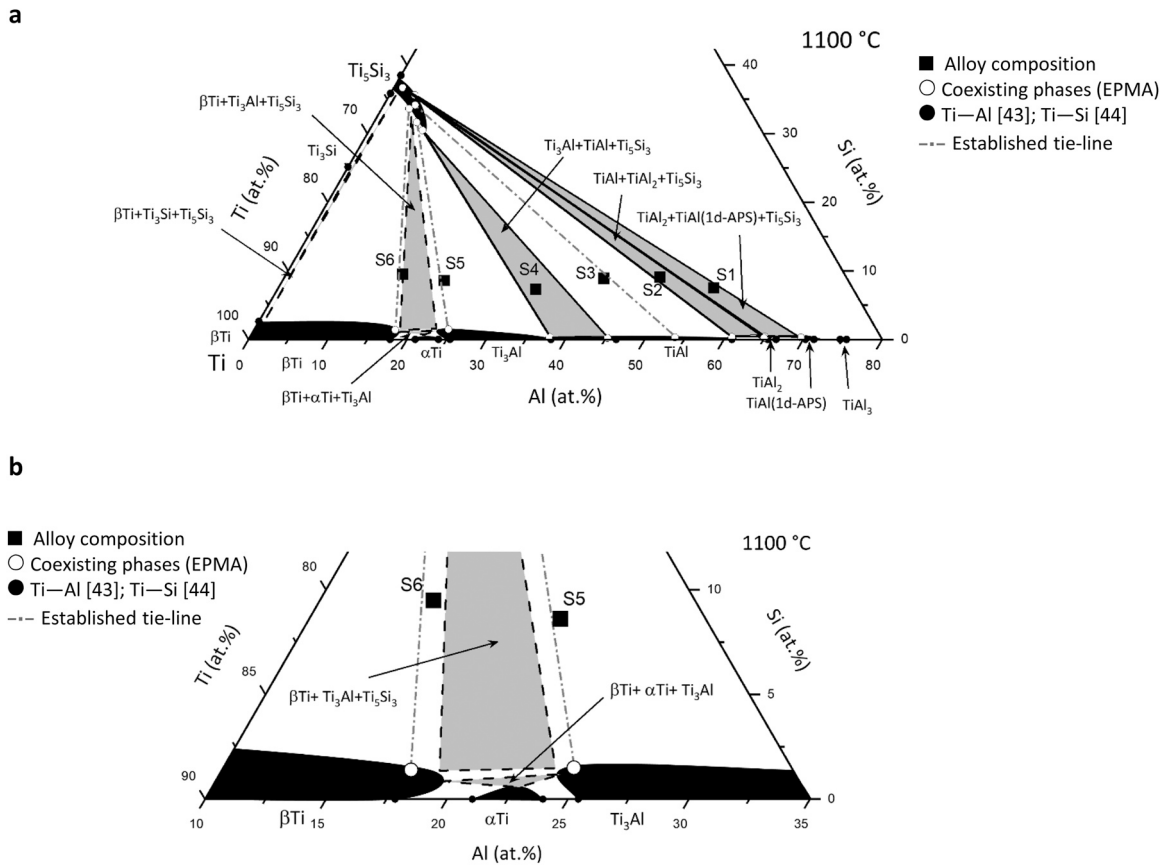 a
1100 °C
Alloy composition
Coexisting phases (EPMA)
Ti—Al [43]; Ti—Si [44]
Established tie-line
Ti₅Si₃
βTi+Ti₃Al+Ti₅Si₃
Ti₃Si
Ti (at.%)
βTi+Ti₃Si+Ti₅Si₃
70
80
90
100
Ti₃Al+TiAl+Ti₅Si₃
TiAl+TiAl₂+Ti₅Si₃
TiAl₂+TiAl(1d-APS)+Ti₅Si₃
40
30
20
10
0
Si (at.%)
S6
S5
S4
S3
S2
S1
βTi
Ti
0
10
20
30
40
50
60
70
80
βTi
αTi
Ti₃Al
TiAl
βTi+αTi+Ti₃Al
Al (at.%)
TiAl₂
TiAl(1d-APS)
TiAl₃
b
Alloy composition
Coexisting phases (EPMA)
Ti—Al [43]; Ti—Si [44]
Established tie-line
1100 °C
80
85
90
Ti (at.%)
S6
S5
10
5
0
Si (at.%)
βTi+ Ti₃Al+Ti₅Si₃
βTi+ αTi+ Ti₃Al
10
βTi
15
20
αTi
25
Ti₃Al
30
35
Al (at.%)